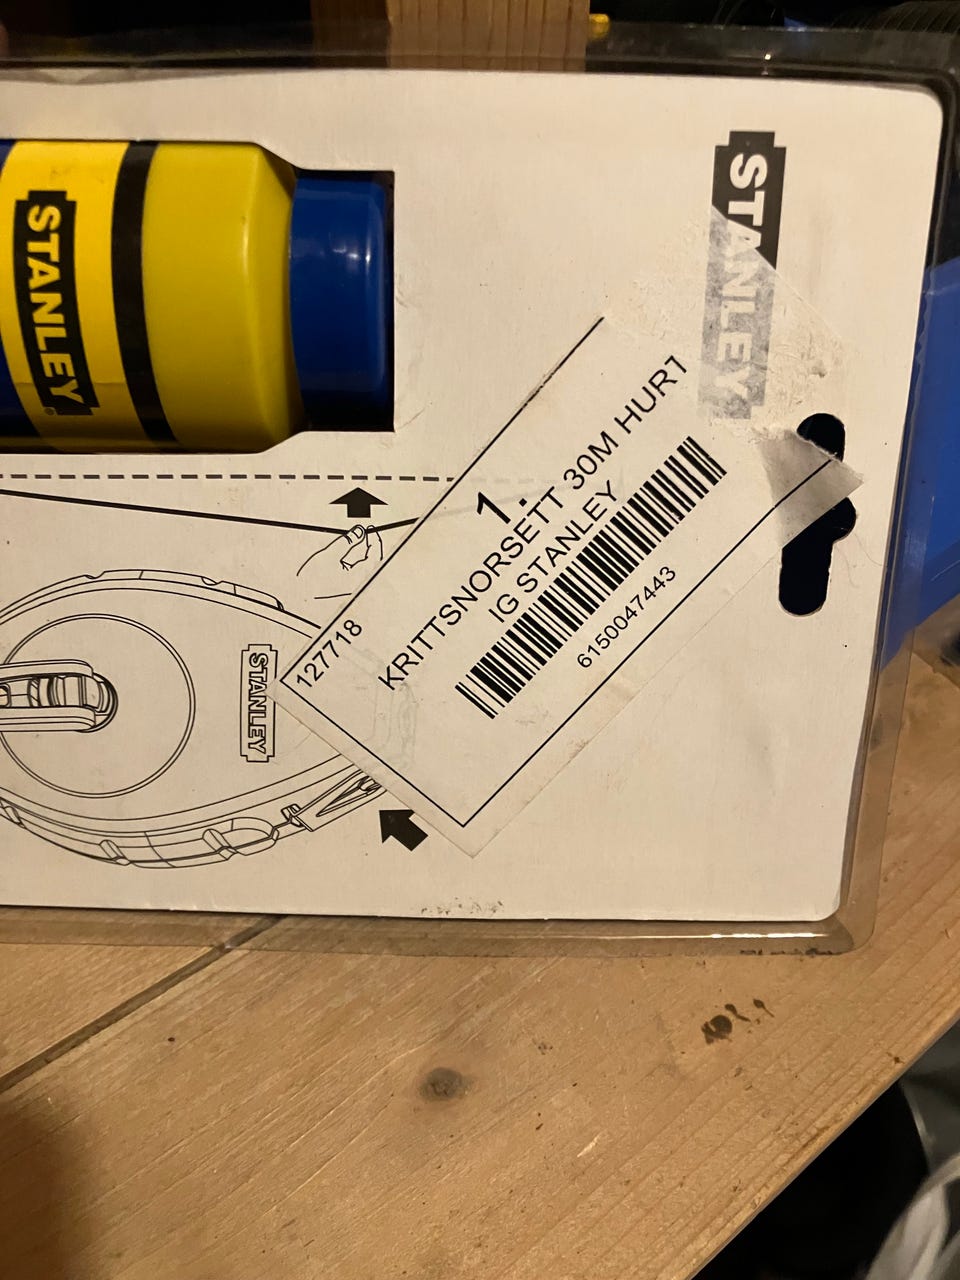 STANLEY
STANLEY
STANLEY
127718
1.
KRITTSNORSETT 30M HURT
IG STANLEY
6150047443